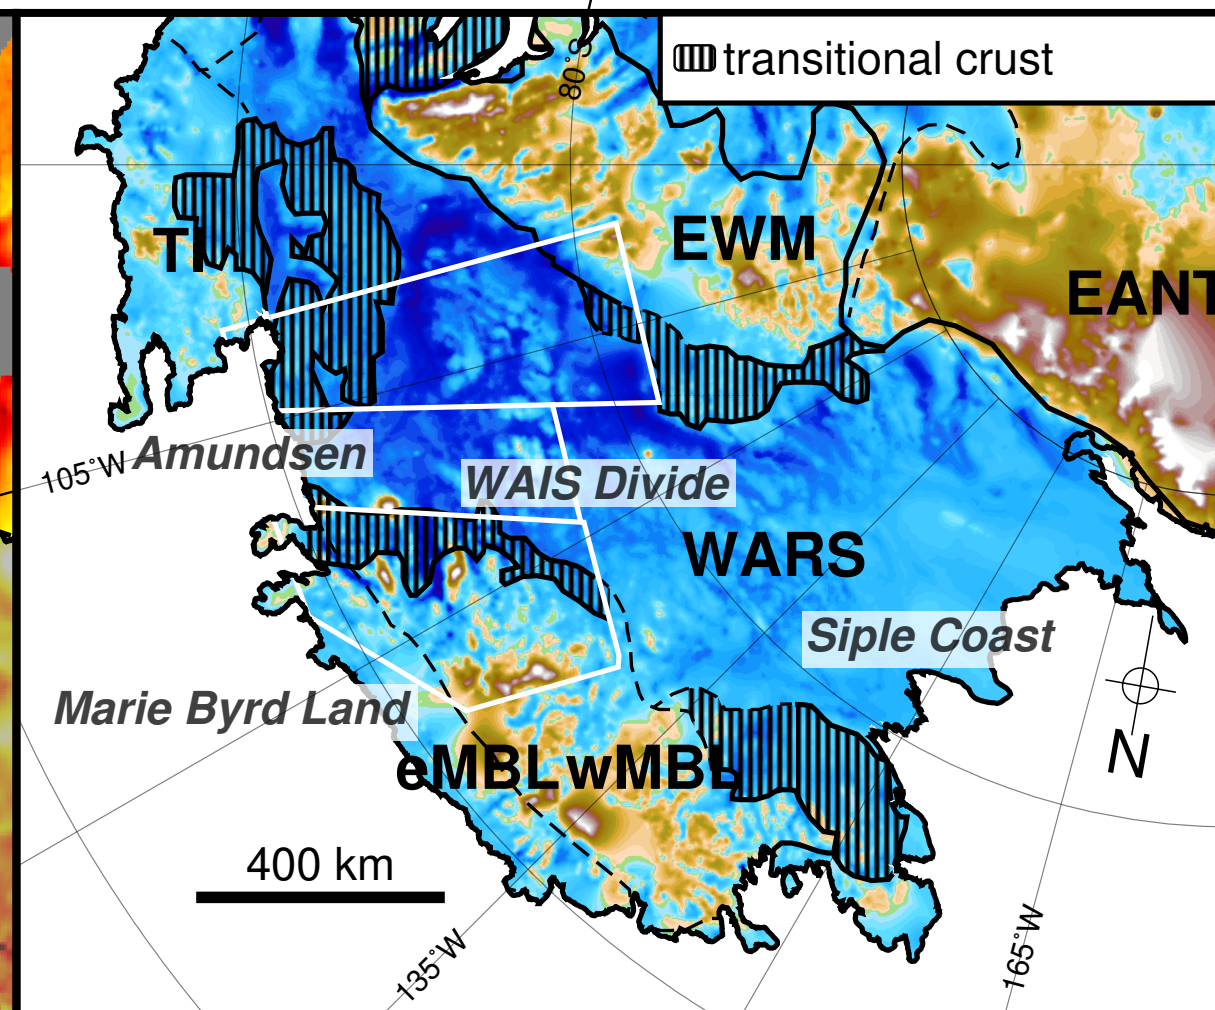 transitional crust
80°S
EWM
TI
EANT
105°W
Amundsen
WAIS Divide
WARS
Siple Coast
Marie Byrd Land
eMBL
wMBL
N
400 km
135°W
165°W